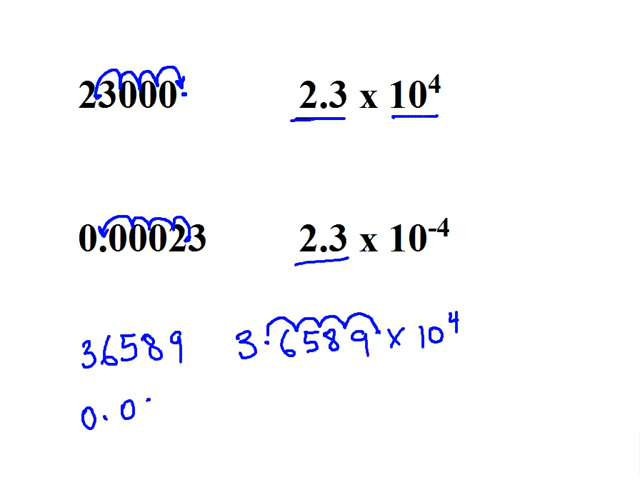 23000. 2.3 x 10⁴
0.00023 2.3 x 10⁻⁴
36589 3.6589 x 10⁴
0.0